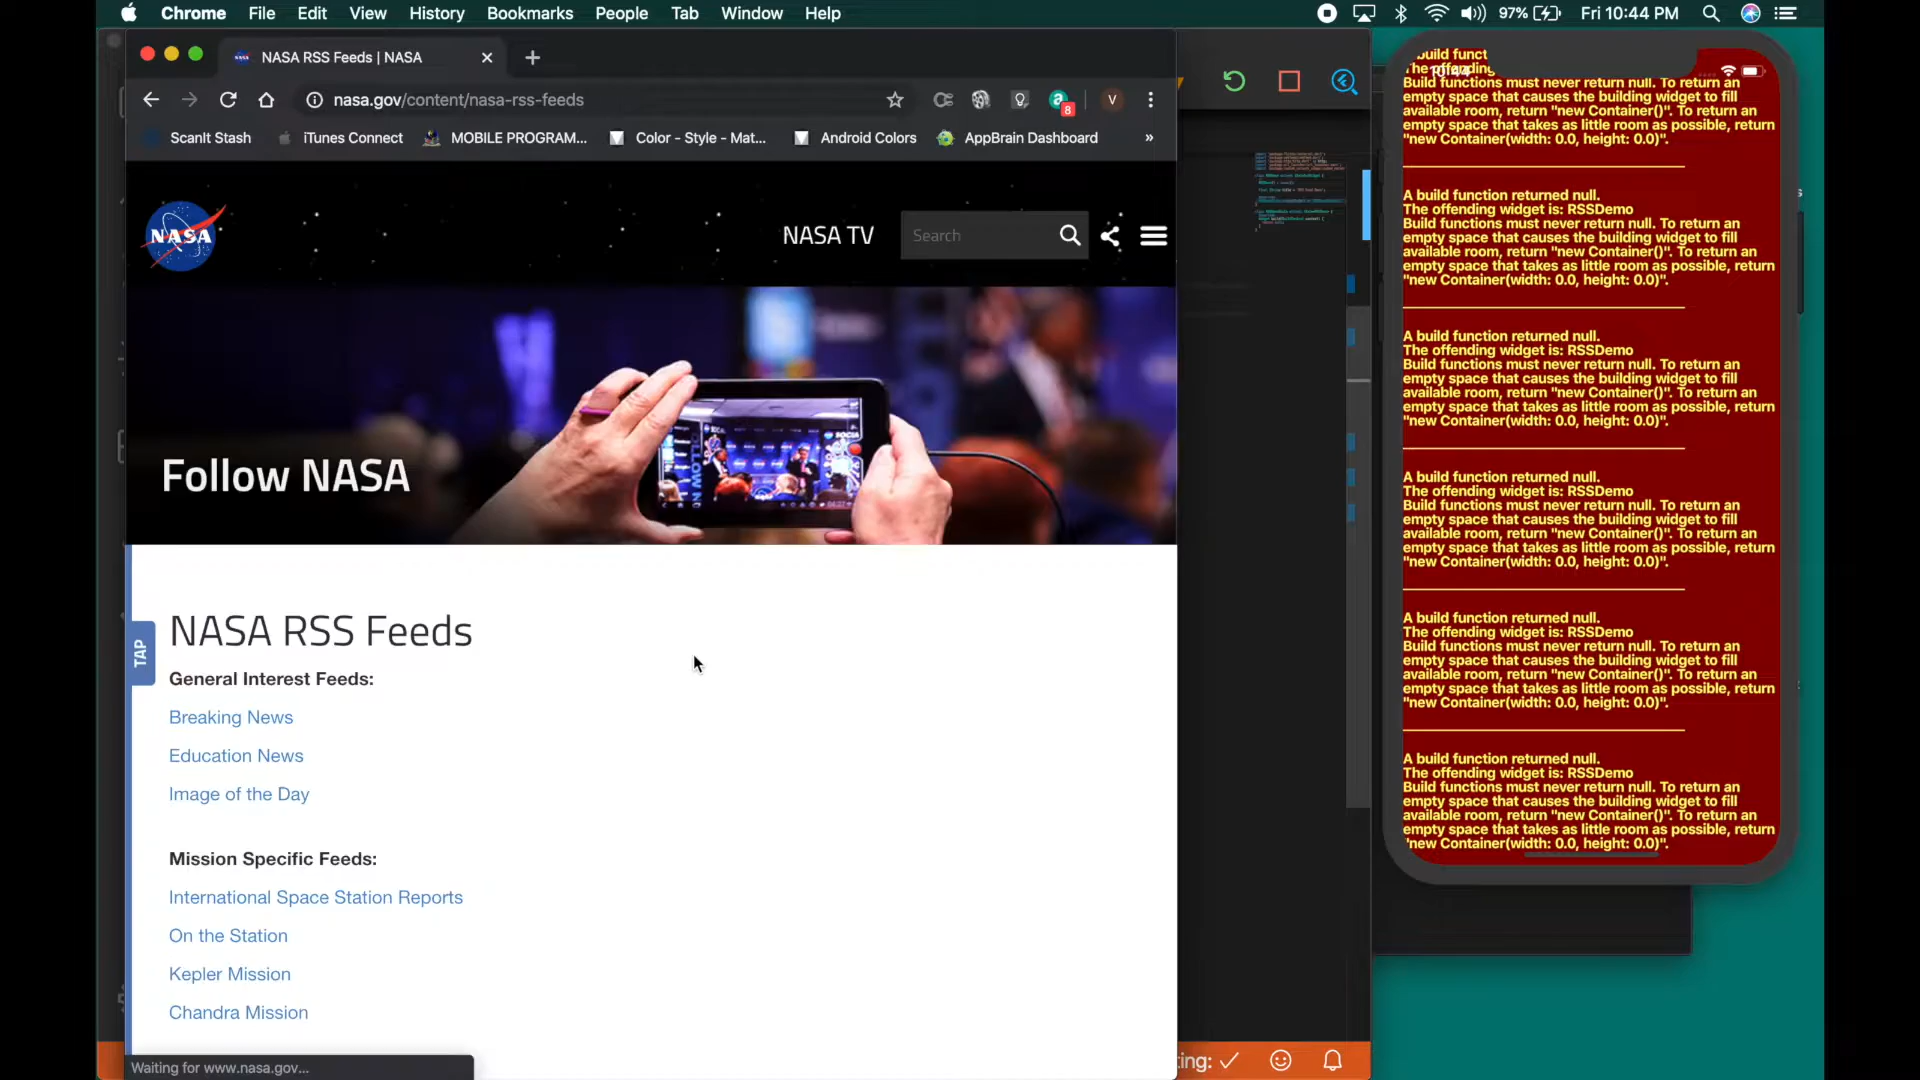 Chrome File Edit View History Bookmarks People Tab Window Help
97% Fri 10:44 PM
NASA RSS Feeds | NASA
nasa.gov/content/nasa-rss-feeds
8
V
ScanIt Stash iTunes Connect MOBILE PROGRAM... Color - Style - Mat... Android Colors AppBrain Dashboard »
NASA
NASA TV
Search
Follow NASA
TAP
NASA RSS Feeds
General Interest Feeds:
Breaking News
Education News
Image of the Day
Mission Specific Feeds:
International Space Station Reports
On the Station
Kepler Mission
Chandra Mission
Waiting for www.nasa.gov...
ting:
build funct
The offending
10:44
Build functions must never return null. To return an
empty space that causes the building widget to fill
available room, return "new Container()". To return an
empty space that takes as little room as possible, return
"new Container(width: 0.0, height: 0.0)".
A build function returned null.
The offending widget is: RSSDemo
Build functions must never return null. To return an
empty space that causes the building widget to fill
available room, return "new Container()". To return an
empty space that takes as little room as possible, return
"new Container(width: 0.0, height: 0.0)".
A build function returned null.
The offending widget is: RSSDemo
Build functions must never return null. To return an
empty space that causes the building widget to fill
available room, return "new Container()". To return an
empty space that takes as little room as possible, return
"new Container(width: 0.0, height: 0.0)".
A build function returned null.
The offending widget is: RSSDemo
Build functions must never return null. To return an
empty space that causes the building widget to fill
available room, return "new Container()". To return an
empty space that takes as little room as possible, return
"new Container(width: 0.0, height: 0.0)".
A build function returned null.
The offending widget is: RSSDemo
Build functions must never return null. To return an
empty space that causes the building widget to fill
available room, return "new Container()". To return an
empty space that takes as little room as possible, return
"new Container(width: 0.0, height: 0.0)".
A build function returned null.
The offending widget is: RSSDemo
Build functions must never return null. To return an
empty space that causes the building widget to fill
available room, return "new Container()". To return an
empty space that takes as little room as possible, return
"new Container(width: 0.0, height: 0.0)".